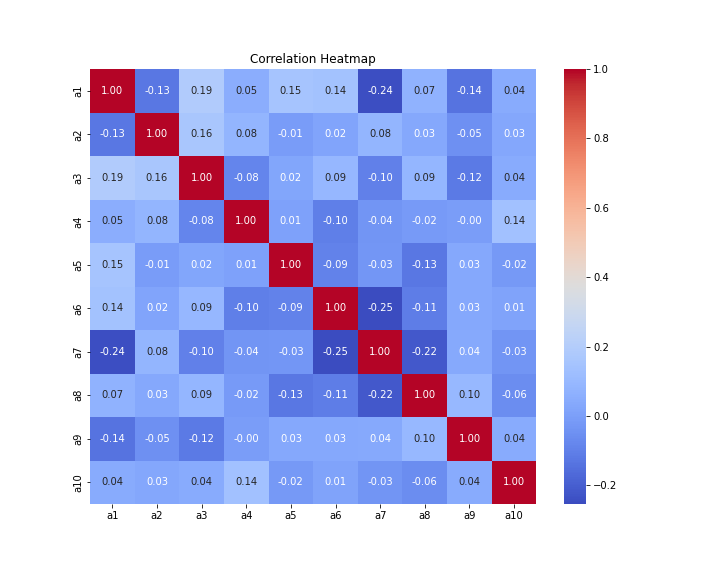 Correlation Heatmap
a1 1.00 -0.13 0.19 0.05 0.15 0.14 -0.24 0.07 -0.14 0.04
a2 -0.13 1.00 0.16 0.08 -0.01 0.02 0.08 0.03 -0.05 0.03
a3 0.19 0.16 1.00 -0.08 0.02 0.09 -0.10 0.09 -0.12 0.04
a4 0.05 0.08 -0.08 1.00 0.01 -0.10 -0.04 -0.02 -0.00 0.14
a5 0.15 -0.01 0.02 0.01 1.00 -0.09 -0.03 -0.13 0.03 -0.02
a6 0.14 0.02 0.09 -0.10 -0.09 1.00 -0.25 -0.11 0.03 0.01
a7 -0.24 0.08 -0.10 -0.04 -0.03 -0.25 1.00 -0.22 0.04 -0.03
a8 0.07 0.03 0.09 -0.02 -0.13 -0.11 -0.22 1.00 0.10 -0.06
a9 -0.14 -0.05 -0.12 -0.00 0.03 0.03 0.04 0.10 1.00 0.04
a10 0.04 0.03 0.04 0.14 -0.02 0.01 -0.03 -0.06 0.04 1.00
a1 a2 a3 a4 a5 a6 a7 a8 a9 a10
1.0
0.8
0.6
0.4
0.2
0.0
−0.2